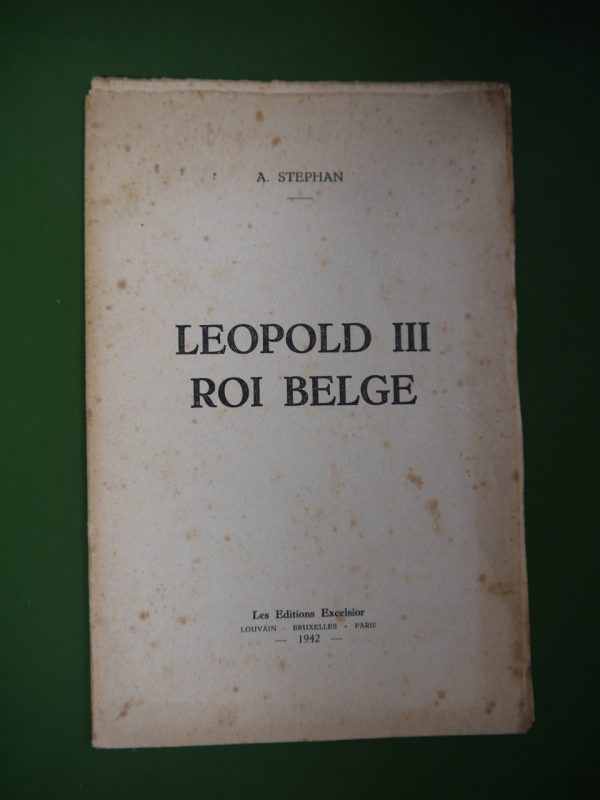 A. STEPHAN
LEOPOLD III
ROI BELGE
Les Editions Excelsior
LOUVAIN - BRUXELLES - PARIS
— 1942 —